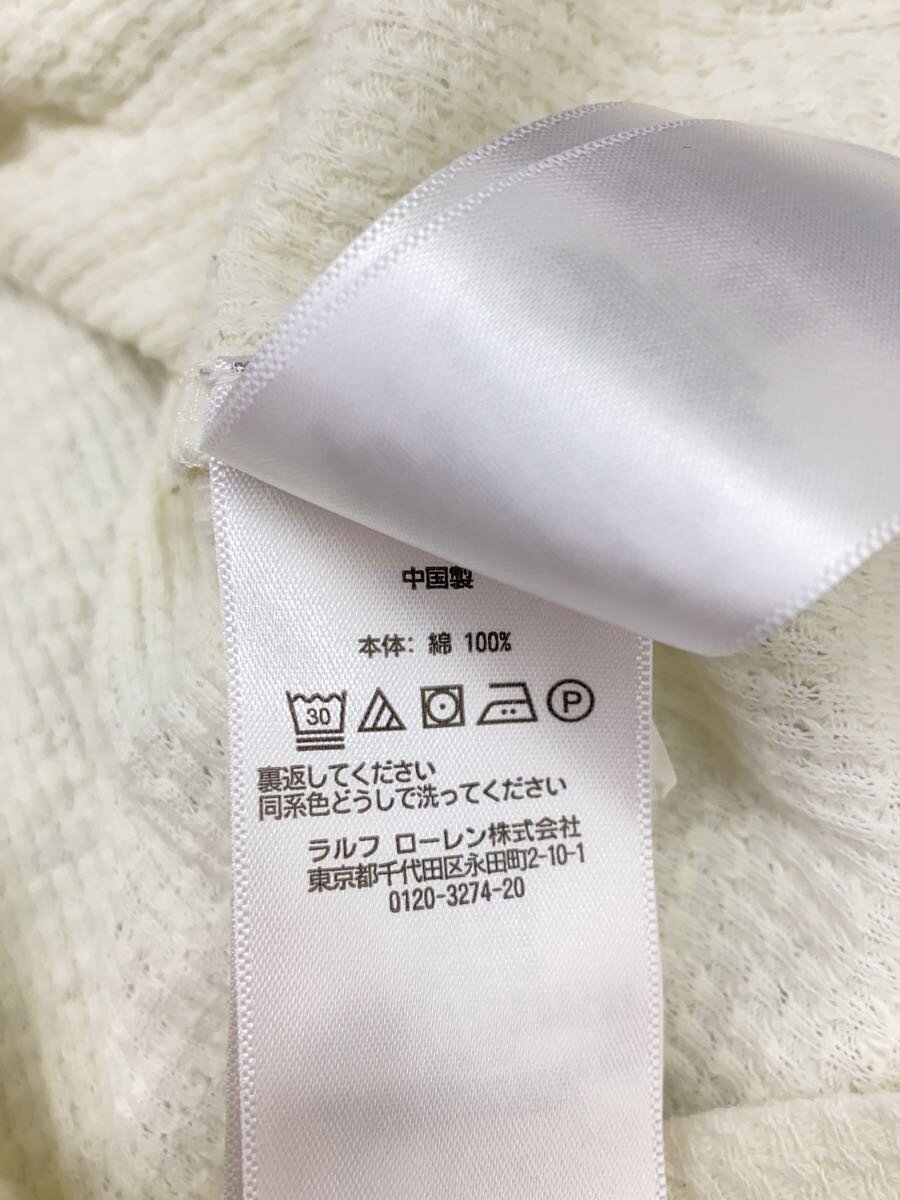 中国製
本体: 綿 100%
30 P
裏返してください
同系色どうしで洗ってください
ラルフ ローレン株式会社
東京都千代田区永田町2-10-1
0120-3274-20